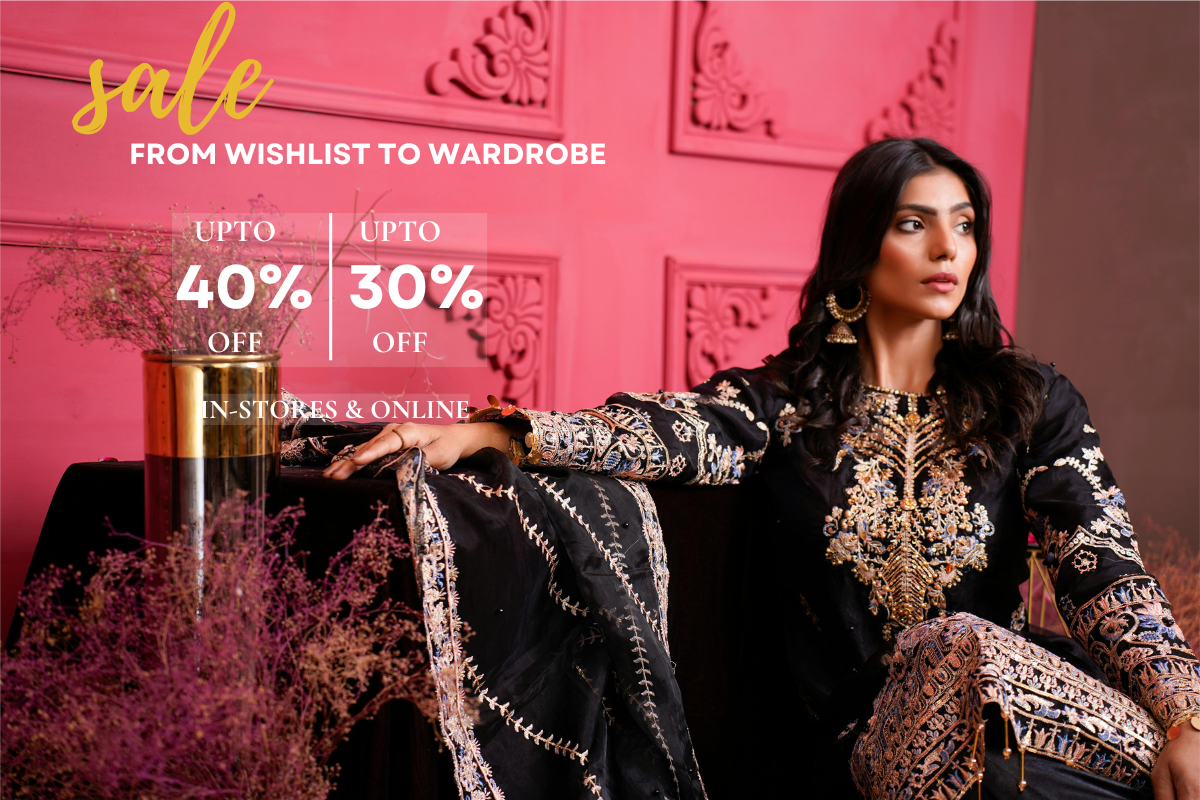 sale
FROM WISHLIST TO WARDROBE
UPTO
40%
OFF
UPTO
30%
OFF
IN-STORES & ONLINE